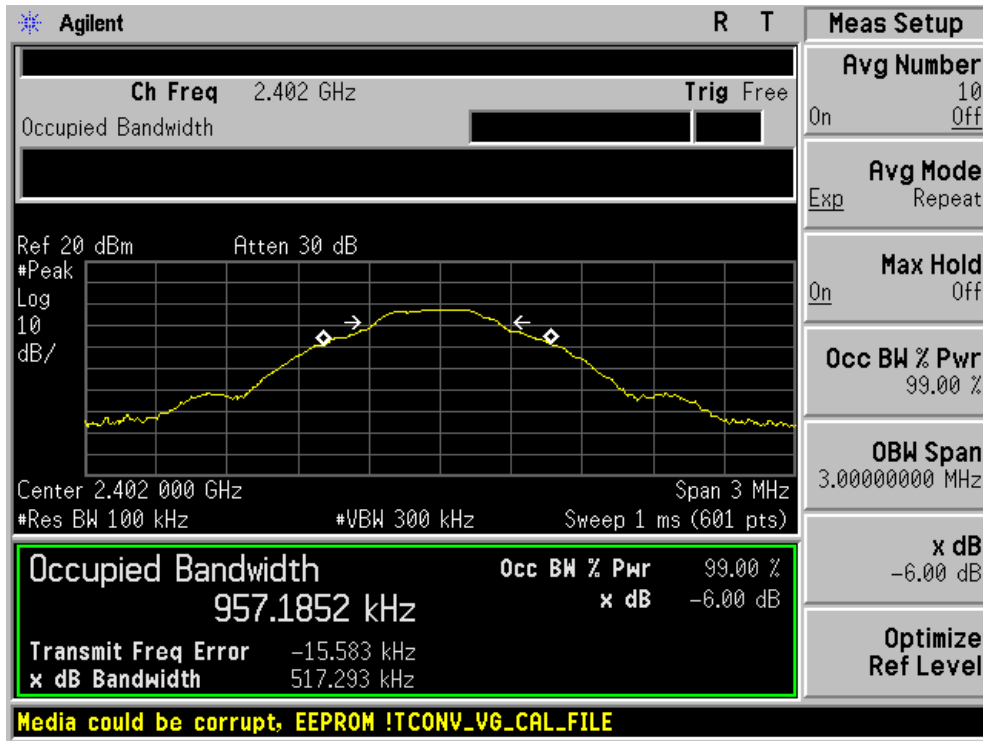 Agilent R T
Ch Freq 2.402 GHz Trig Free
Occupied Bandwidth
Ref 20 dBm Atten 30 dB
#Peak
Log
10
dB/
Center 2.402 000 GHz Span 3 MHz
#Res BW 100 kHz #VBW 300 kHz Sweep 1 ms (601 pts)
Occupied Bandwidth Occ BW % Pwr 99.00 %
957.1852 kHz x dB -6.00 dB
Transmit Freq Error -15.583 kHz
x dB Bandwidth 517.293 kHz
Media could be corrupt, EEPROM !TCONV_VG_CAL_FILE
Meas Setup
Avg Number
10
On Off
Avg Mode
Exp Repeat
Max Hold
On Off
Occ BW % Pwr
99.00 %
OBW Span
3.00000000 MHz
x dB
-6.00 dB
Optimize
Ref Level